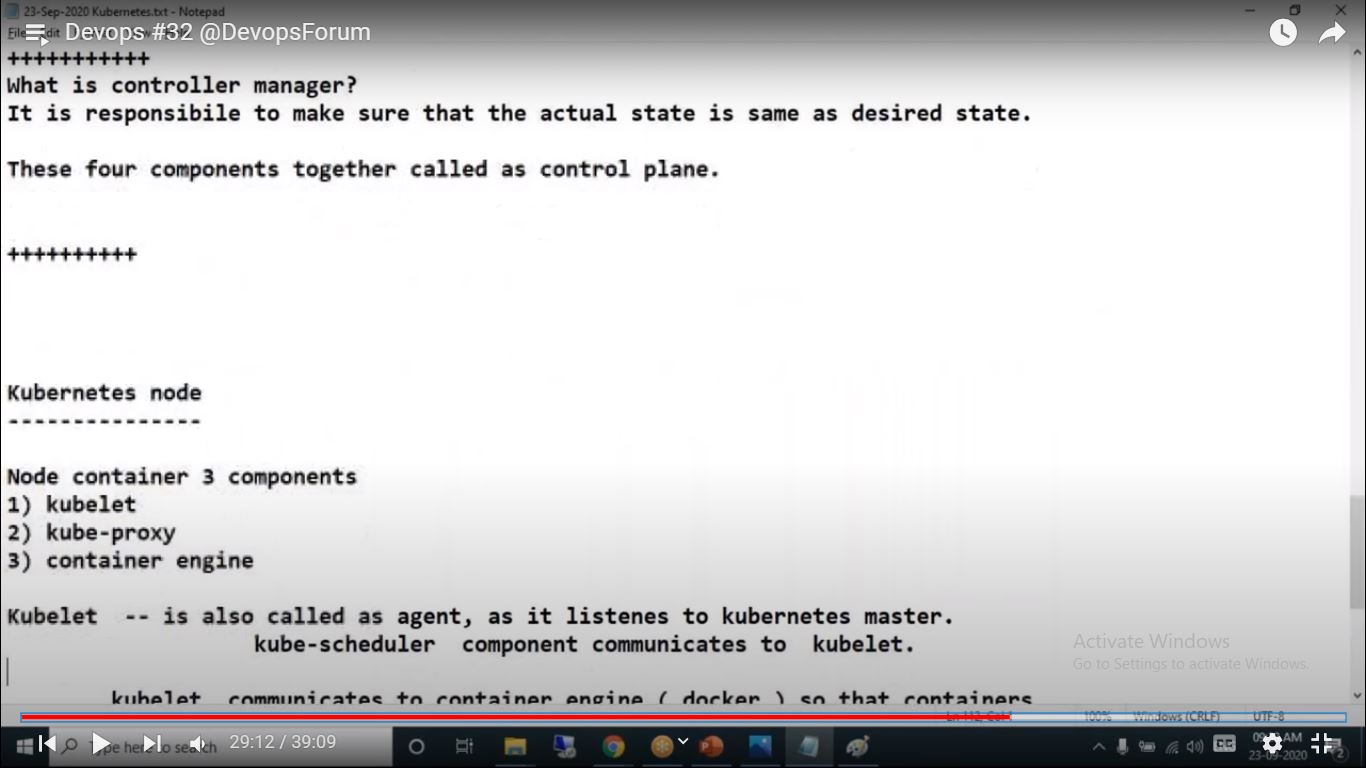 23-Sep-2020 Kubernetes.txt - Notepad
Devops #32 @DevopsForum
+++++++++++
What is controller manager?
It is responsibile to make sure that the actual state is same as desired state.
These four components together called as control plane.
++++++++++
Kubernetes node
---------------
Node container 3 components
1) kubelet
2) kube-proxy
3) container engine
Kubelet -- is also called as agent, as it listenes to kubernetes master.
kube-scheduler component communicates to kubelet.
Activate Windows
Go to Settings to activate Windows.
kubelet communicates to container engine ( docker ) so that containers
100%
Windows (CRLF)
UTF-8
Type here to search
29:12 / 39:09
CC
AM
23-09-2020
2